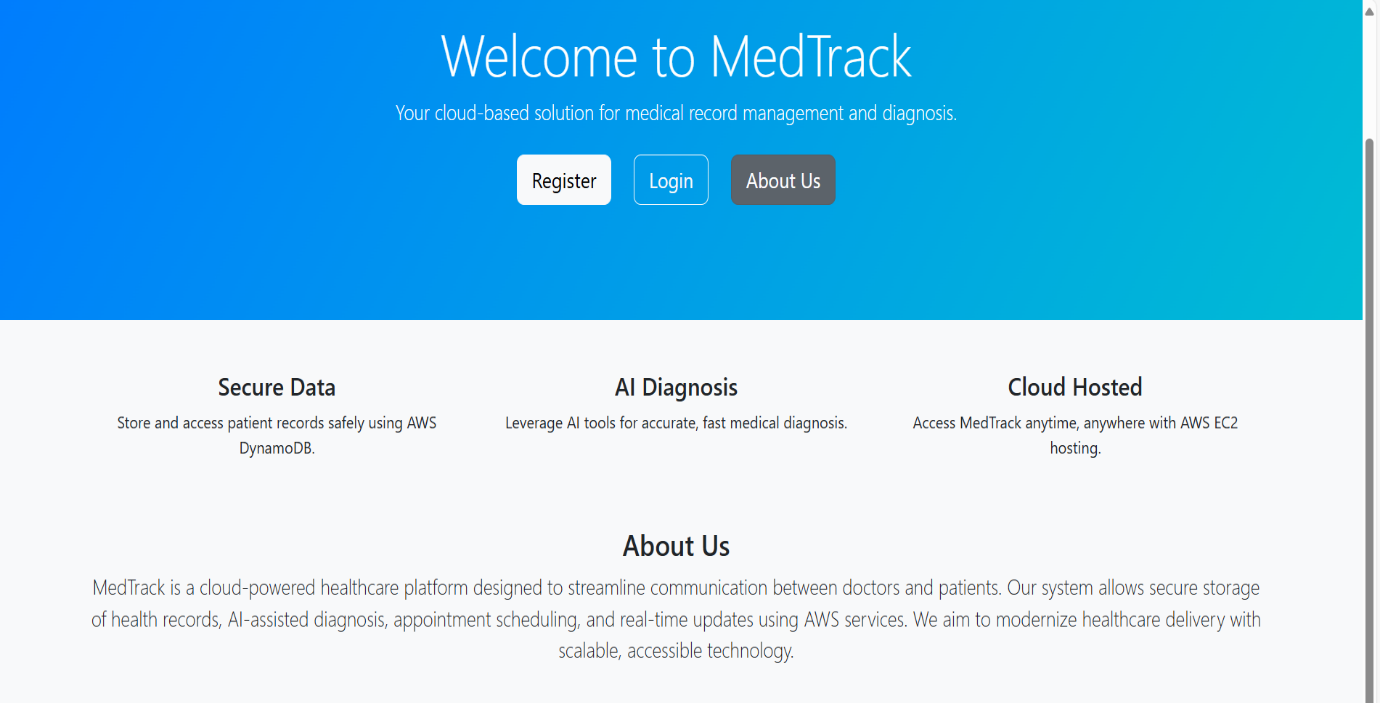 Welcome to MedTrack
Your cloud-based solution for medical record management and diagnosis.
Register
Login
About Us
Secure Data
Store and access patient records safely using AWS
DynamoDB.
AI Diagnosis
Leverage AI tools for accurate, fast medical diagnosis.
Cloud Hosted
Access MedTrack anytime, anywhere with AWS EC2
hosting.
About Us
MedTrack is a cloud-powered healthcare platform designed to streamline communication between doctors and patients. Our system allows secure storage
of health records, AI-assisted diagnosis, appointment scheduling, and real-time updates using AWS services. We aim to modernize healthcare delivery with
scalable, accessible technology.